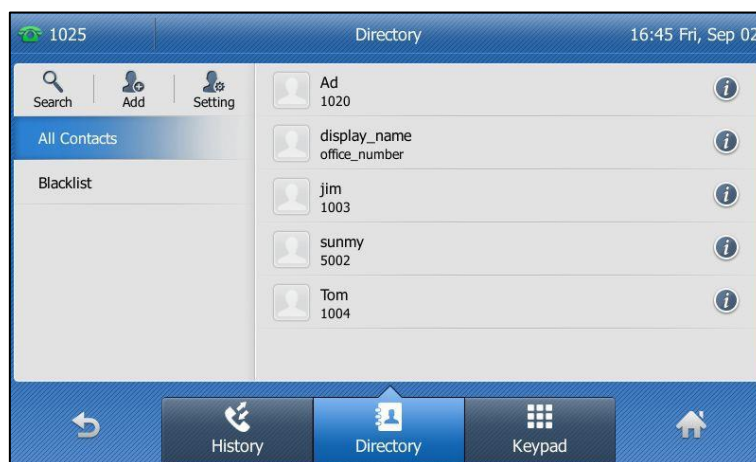 1025
Directory
16:45 Fri, Sep 02
Search
Add
Setting
All Contacts
Blacklist
Ad
1020
display_name
office_number
jim
1003
sunmy
5002
Tom
1004
History
Directory
Keypad